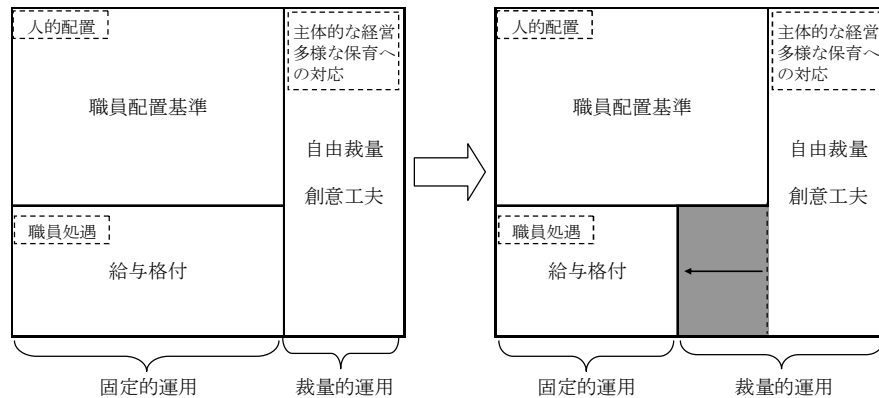 人的配置
主体的な経営
多様な保育へ
の対応
職員配置基準
自由裁量
創意工夫
職員処遇
給与格付
固定的運用
裁量的運用
人的配置
主体的な経営
多様な保育へ
の対応
職員配置基準
自由裁量
創意工夫
職員処遇
給与格付
固定的運用
裁量的運用